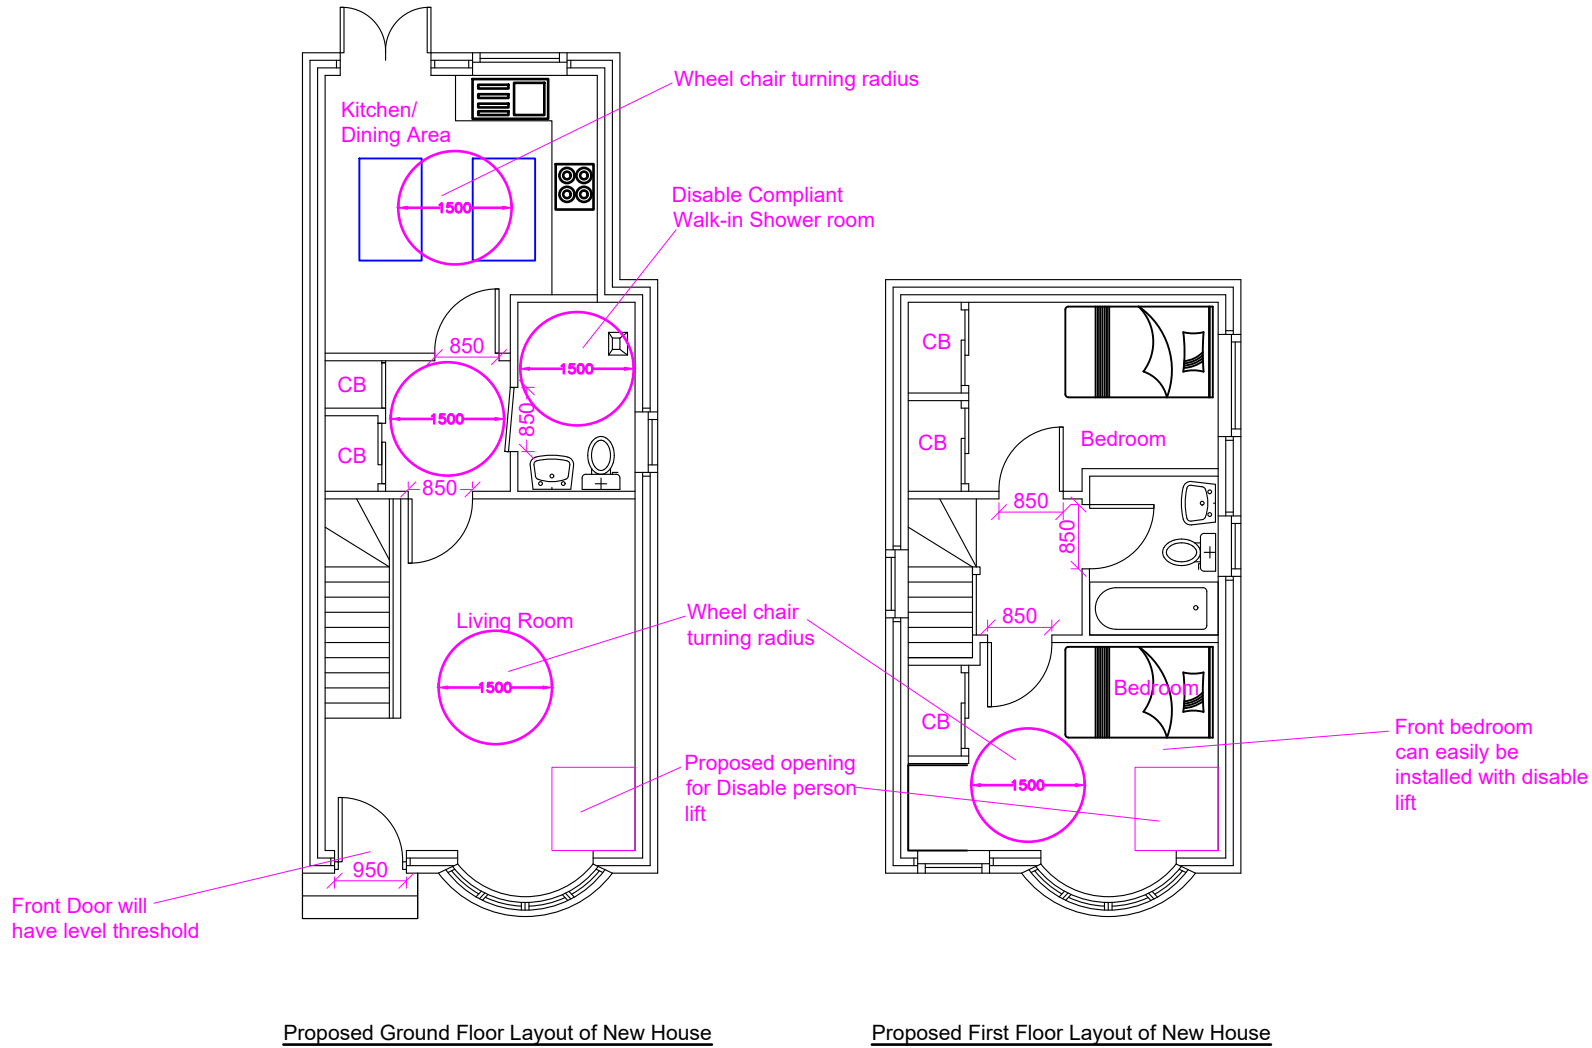 Wheel chair turning radius
Kitchen/
Dining Area
1500
Disable Compliant
Walk-in Shower room
850
CB
1500
1500
850
CB
850
Living Room
1500
Wheel chair
turning radius
Proposed opening
for Disable person
lift
950
Front Door will
have level threshold
CB
CB
Bedroom
850
850
850
Bedroom
CB
1500
Front bedroom
can easily be
installed with disable
lift
Proposed Ground Floor Layout of New House
Proposed First Floor Layout of New House